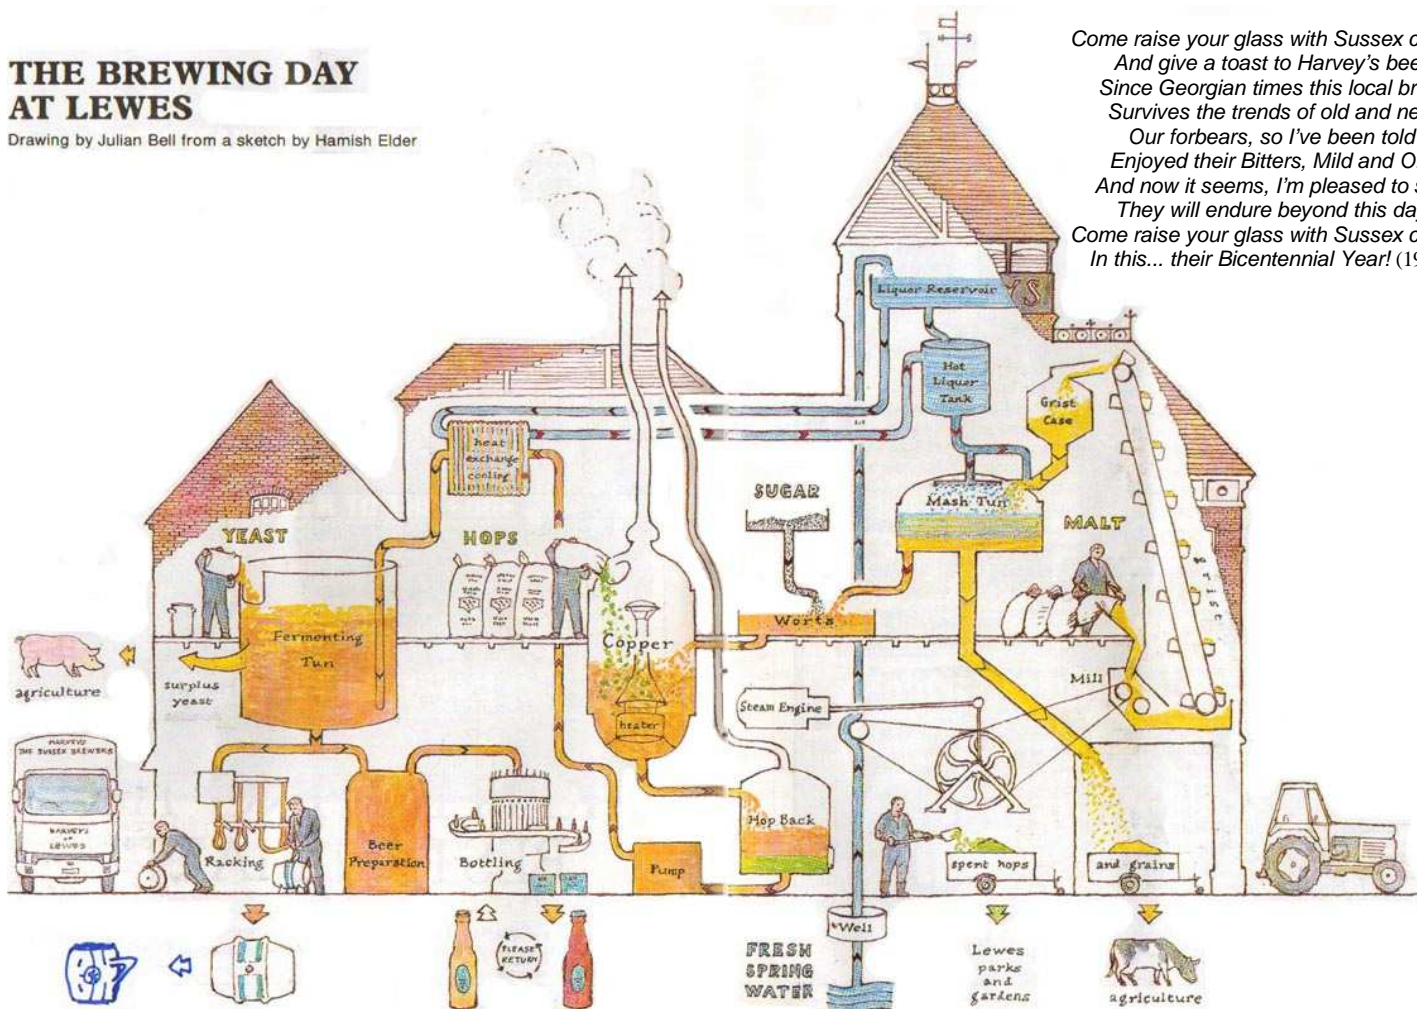 THE BREWING DAY
AT LEWES
Drawing by Julian Bell from a sketch by Hamish Elder
Come raise your glass with Sussex
And give a toast to Harvey's
Since Georgian times this local
Survives the trends of old and
Our forbears, so I've been told
Enjoyed their Bitters, Mild and
And now it seems, I'm pleased to
They will endure beyond this
Come raise your glass with Sussex
In this... their Bicentennial Year!
Liquor Reservoir
YS
Hot
Liquor
Tank
Grist
Case
heat
exchange
cooling
SUGAR
Mash Tun
MALT
YEAST
HOPS
grist
Worts
Fermenting
Tun
Copper
agriculture
surplus
yeast
Mill
Steam Engine
heater
HARVEYS
THE SUSSEX BREWERS
HARVEYS
OF
LEWES
Racking
Beer
Preparation
Bottling
Pump
Hop Back
spent hops
and grains
PLEASE
RETURN
Well
FRESH
SPRING
WATER
Lewes
parks
and
gardens
agriculture